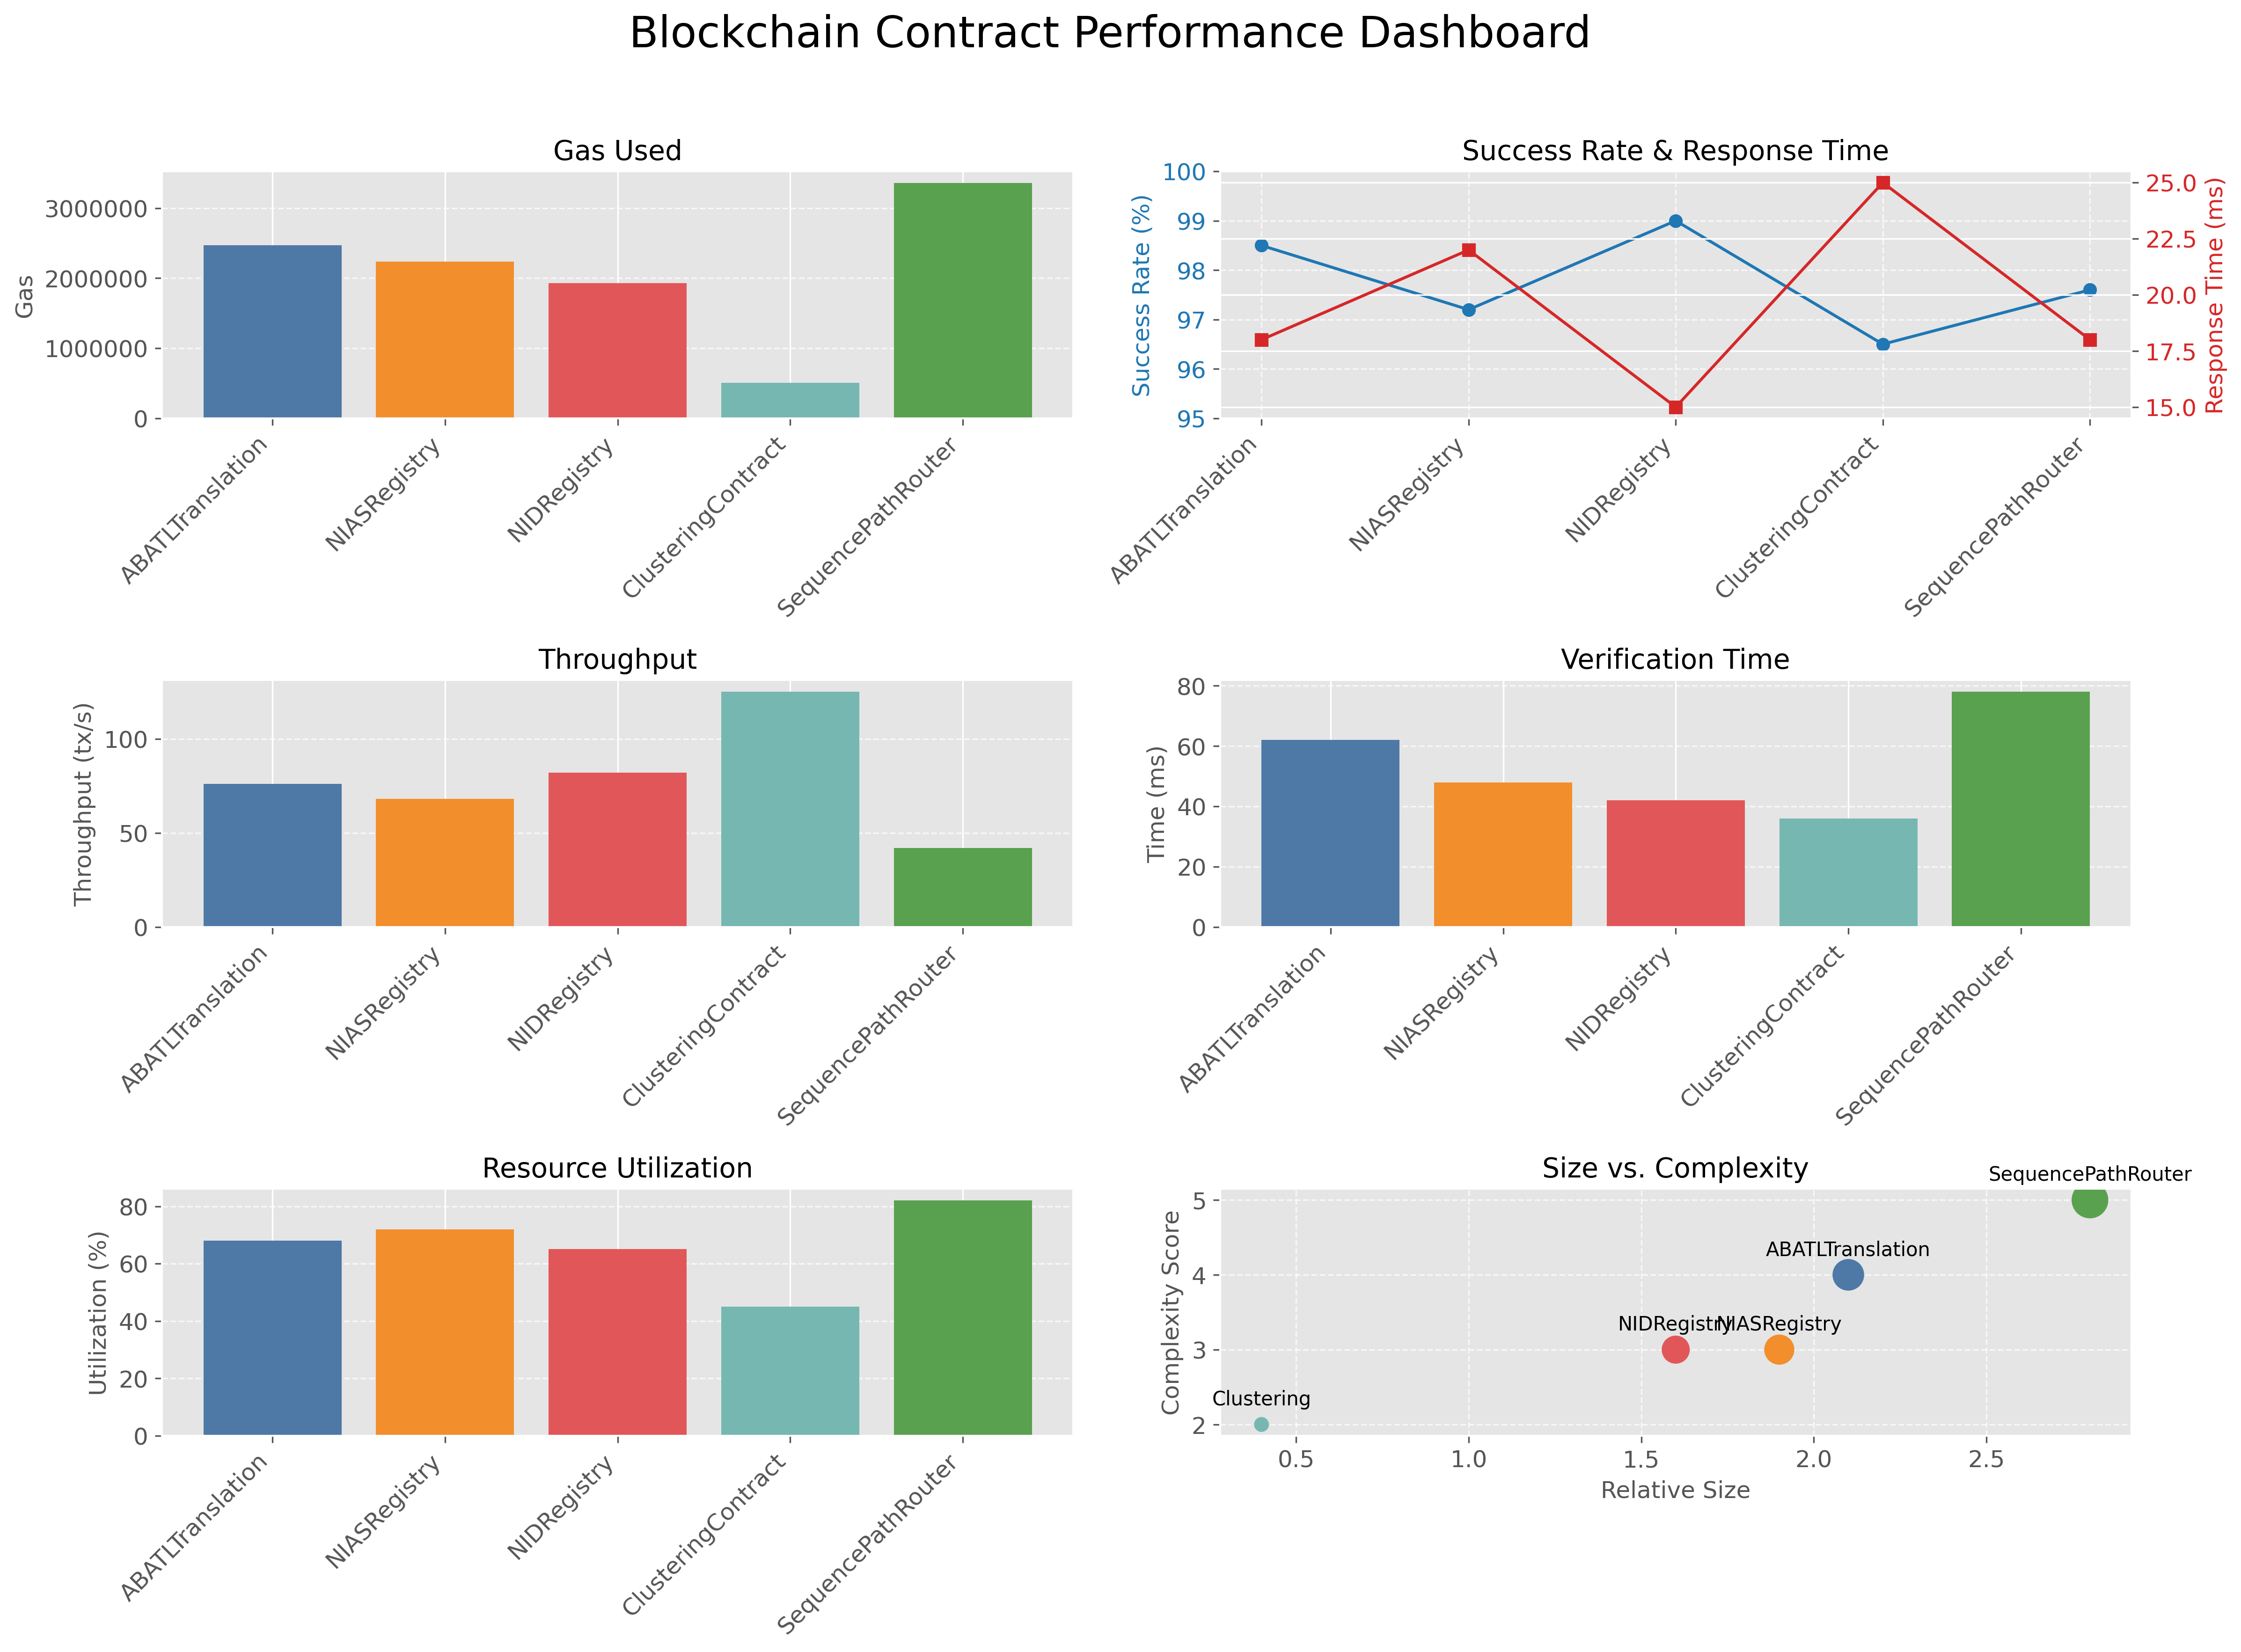 Blockchain Contract Performance Dashboard
Gas Used
Gas
3000000
2000000
1000000
0
ABATLTranslation
NIASRegistry
NIDRegistry
ClusteringContract
SequencePathRouter
Success Rate & Response Time
Success Rate (%)
100
99
98
97
96
95
Response Time (ms)
25.0
22.5
20.0
17.5
15.0
ABATLTranslation
NIASRegistry
NIDRegistry
ClusteringContract
SequencePathRouter
Throughput
Throughput (tx/s)
100
50
0
ABATLTranslation
NIASRegistry
NIDRegistry
ClusteringContract
SequencePathRouter
Verification Time
Time (ms)
80
60
40
20
0
ABATLTranslation
NIASRegistry
NIDRegistry
ClusteringContract
SequencePathRouter
Resource Utilization
Utilization (%)
80
60
40
20
0
ABATLTranslation
NIASRegistry
NIDRegistry
ClusteringContract
SequencePathRouter
Size vs. Complexity
Complexity Score
5
4
3
2
SequencePathRouter
ABATLTranslation
NIDRegistry
NIASRegistry
Clustering
0.5
1.0
1.5
2.0
2.5
Relative Size